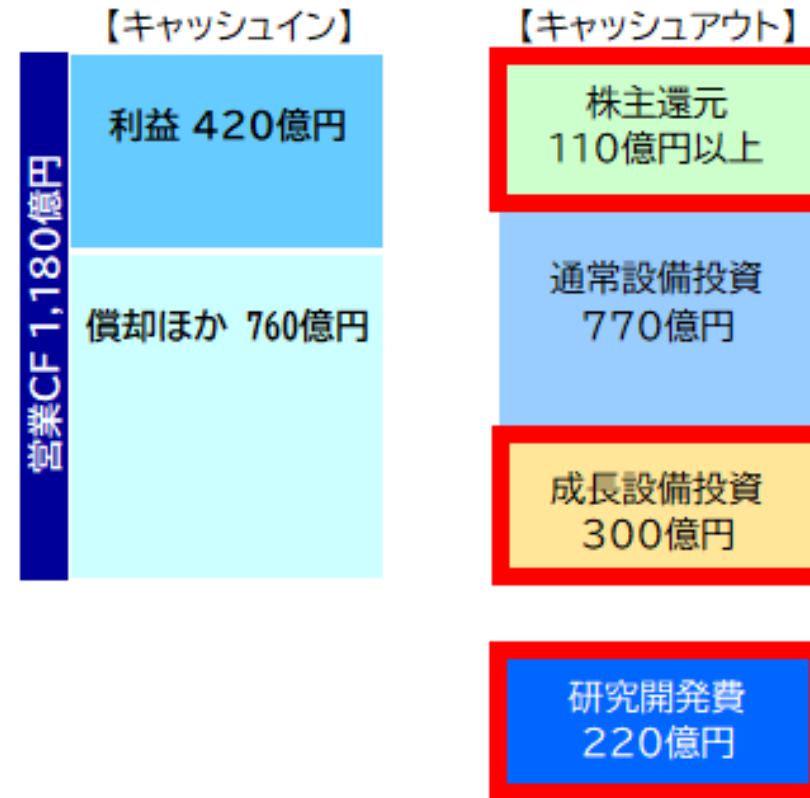 【キャッシュイン】
【キャッシュアウト】
営業CF 1,180億円
利益 420億円
償却ほか 760億円
株主還元
110億円以上
通常設備投資
770億円
成長設備投資
300億円
研究開発費
220億円